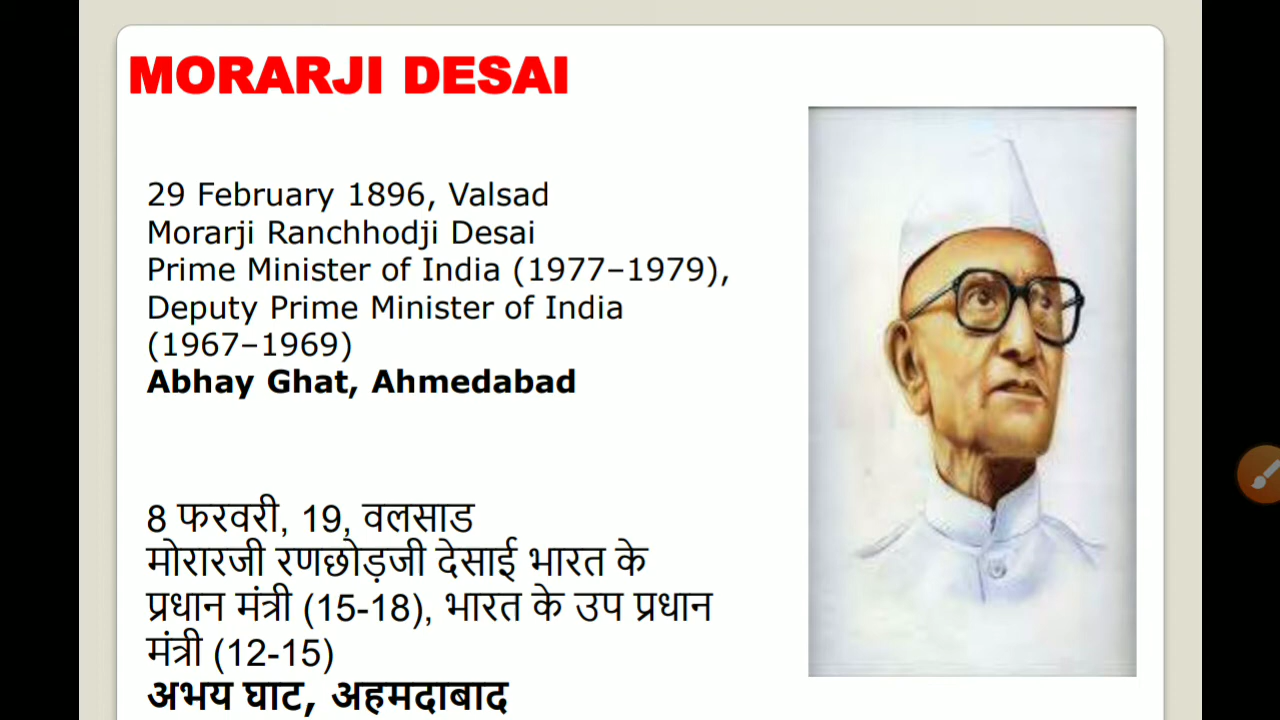 MORARJI DESAI
29 February 1896, Valsad
Morarji Ranchhodji Desai
Prime Minister of India (1977–1979),
Deputy Prime Minister of India
(1967–1969)
Abhay Ghat, Ahmedabad
8 फरवरी, 19, वलसाड
मोरारजी रणछोड़जी देसाई भारत के
प्रधान मंत्री (15-18), भारत के उप प्रधान
मंत्री (12-15)
अभय घाट, अहमदाबाद